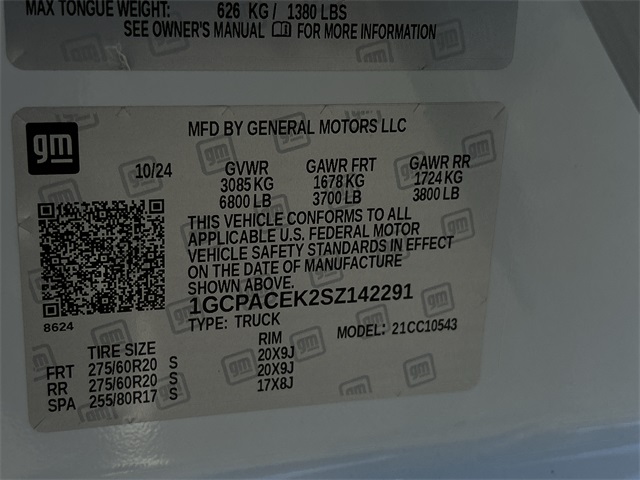 MAX TONGUE WEIGHT: 626 KG / 1380 LBS
SEE OWNER'S MANUAL FOR MORE INFORMATION
gm
MFD BY GENERAL MOTORS LLC
10/24 GVWR GAWR FRT GAWR RR
3085 KG 1678 KG 1724 KG
6800 LB 3700 LB 3800 LB
THIS VEHICLE CONFORMS TO ALL
APPLICABLE U.S. FEDERAL MOTOR
VEHICLE SAFETY STANDARDS IN EFFECT
ON THE DATE OF MANUFACTURE
SHOWN ABOVE.
1GCPACEK2SZ142291
8624 TYPE: TRUCK MODEL: 21CC10543
TIRE SIZE RIM
FRT 275/60R20 S 20X9J
RR 275/60R20 S 20X9J
SPA 255/80R17 S 17X8J